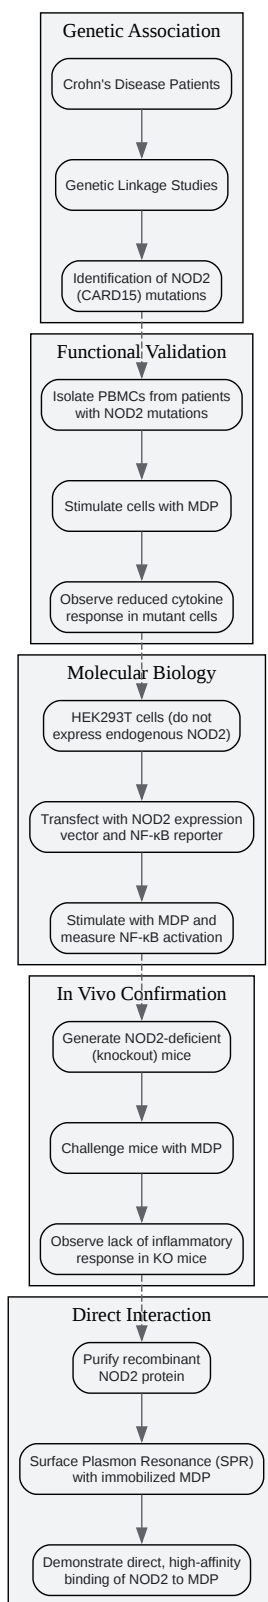 Genetic Association
Crohn's Disease Patients
Genetic Linkage Studies
Identification of NOD2
(CARD15) mutations
Functional Validation
Isolate PBMCs from patients
with NOD2 mutations
Stimulate cells with MDP
Observe reduced cytokine
response in mutant cells
Molecular Biology
HEK293T cells (do not
express endogenous NOD2)
Transfect with NOD2 expression
vector and NF-κB reporter
Stimulate with MDP and
measure NF-κB activation
In Vivo Confirmation
Generate NOD2-deficient
(knockout) mice
Challenge mice with MDP
Observe lack of inflammatory
response in KO mice
Direct Interaction
Purify recombinant
NOD2 protein
Surface Plasmon Resonance (SPR)
with immobilized MDP
Demonstrate direct, high-affinity
binding of NOD2 to MDP